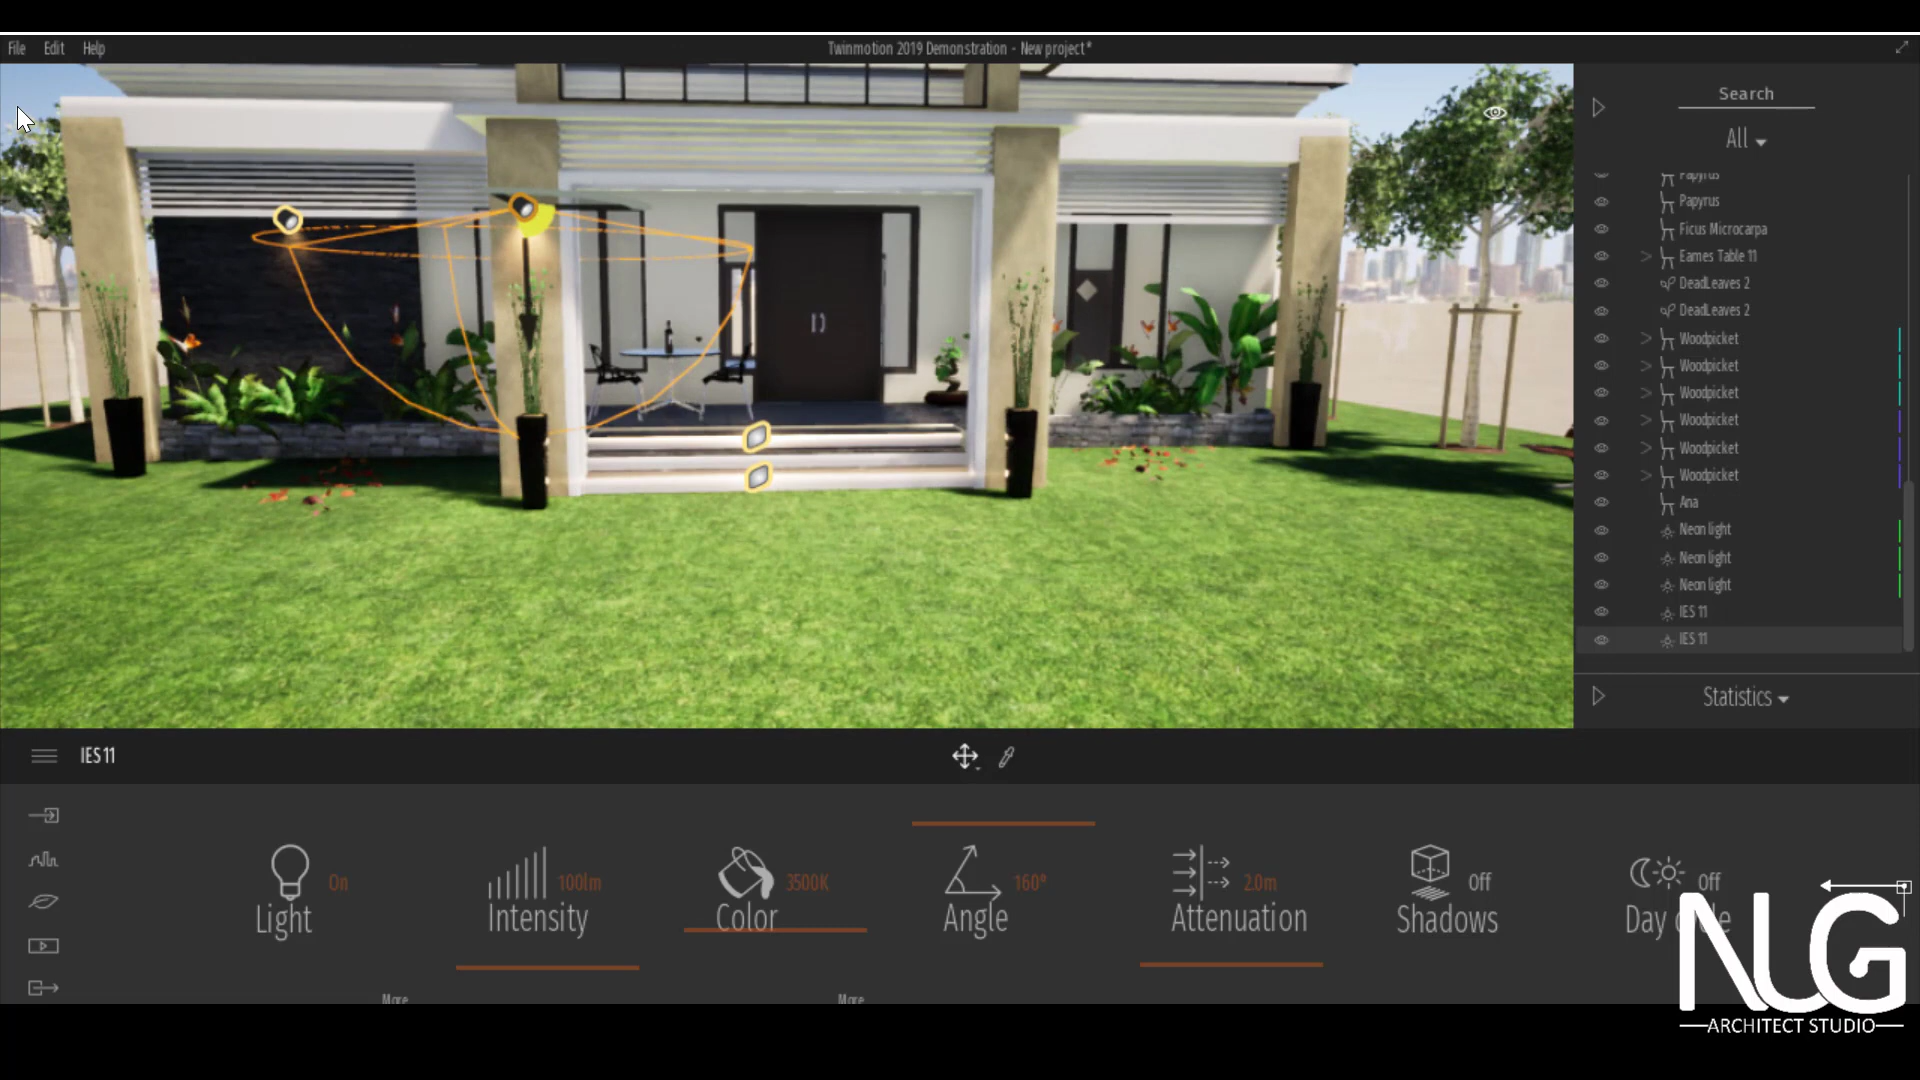 File Edit Help
Twinmotion 2019 Demonstration - New project*
Search
All
Papyrus
Papyrus
Ficus Microcarpa
> Eames Table 11
DeadLeaves 2
DeadLeaves 2
> Woodpicket
> Woodpicket
> Woodpicket
> Woodpicket
> Woodpicket
> Woodpicket
Ana
Neon light
Neon light
Neon light
IES 11
IES 11
Statistics
IES 11
Light On
Intensity 100lm
Color 3500K
Angle 160°
Attenuation 2.0m
Shadows Off
Day cycle Off
More
More
NLG
ARCHITECT STUDIO